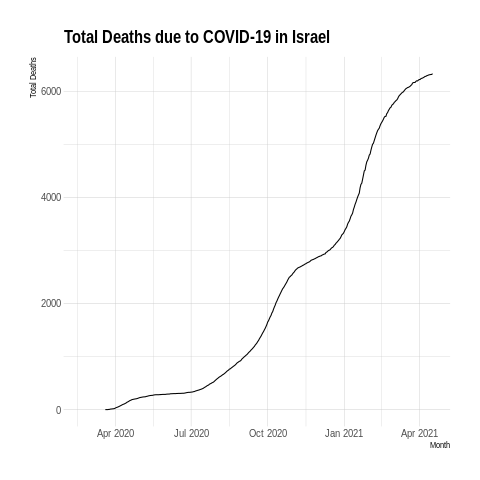 Total Deaths due to COVID-19 in Israel
Total Deaths
6000
4000
2000
0
Apr 2020 Jul 2020 Oct 2020 Jan 2021 Apr 2021
Month